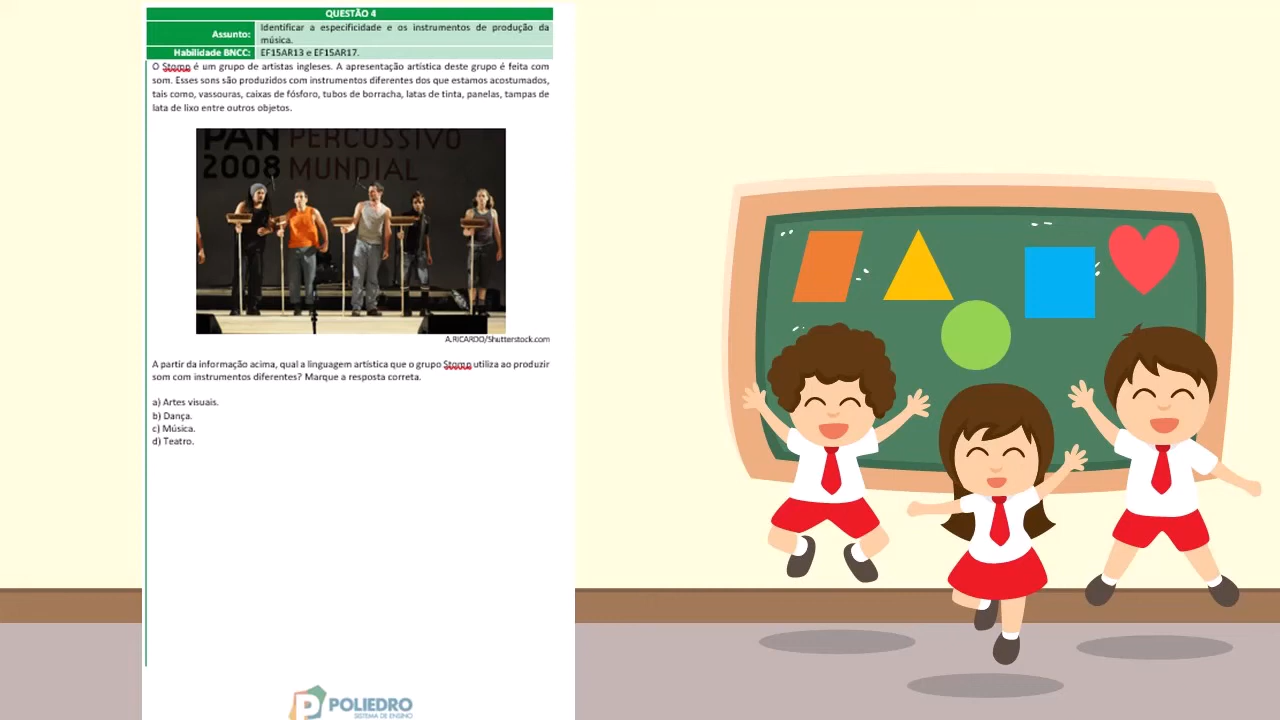 QUESTÃO 4
Assunto: Identificar a especificidade e os instrumentos de produção da
música.
Habilidade BNCC: EF15AR13 e EF15AR17.
O Stomp é um grupo de artistas ingleses. A apresentação artística deste grupo é feita com
som. Esses sons são produzidos com instrumentos diferentes dos que estamos acostumados,
tais como, vassouras, caixas de fósforo, tubos de borracha, latas de tinta, panelas, tampas de
lata de lixo entre outros objetos.
PAN PERCUSSIVO
2008 MUNDIAL
A.RICARDO/Shutterstock.com
A partir da informação acima, qual a linguagem artística que o grupo Stomp utiliza ao produzir
som com instrumentos diferentes? Marque a resposta correta.
a) Artes visuais.
b) Dança.
c) Música.
d) Teatro.
POLIEDRO
SISTEMA DE ENSINO